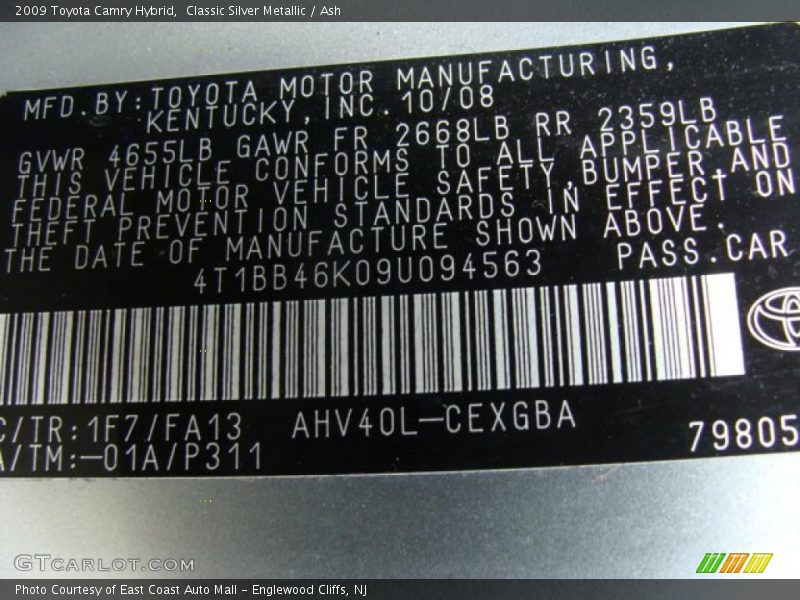 2009 Toyota Camry Hybrid,  Classic Silver Metallic / Ash
MFD.BY:TOYOTA MOTOR MANUFACTURING,
KENTUCKY,INC.10/08
GVWR 4655LB GAWR FR 2668LB RR 2359LB
THIS VEHICLE CONFORMS TO ALL APPLICABLE
FEDERAL MOTOR VEHICLE SAFETY,BUMPER,AND
THEFT PREVENTION STANDARDS IN EFFECT ON
THE DATE OF MANUFACTURE SHOWN ABOVE.
4T1BB46K09U094563 PASS.CAR
C/TR:1F7/FA13 AHV40L-CEXGBA
A/TM:-01A/P311 79805
GTCARLOT.COM
Photo Courtesy of East Coast Auto Mall - Englewood Cliffs, NJ